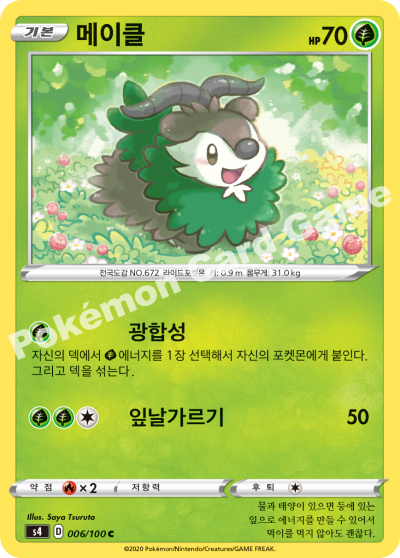 기본 메이클 HP 70
전국도감 NO.672 라이드포켓몬 키: 0.9 m 몸무게: 31.0 kg
Pokémon Card Game
광합성
자신의 덱에서 에너지를 1장 선택해서 자신의 포켓몬에게 붙인다.
그리고 덱을 섞는다.
잎날가르기 50
약점 ×2 저항력 후퇴
Illus. Saya Tsuruta
s4 D 006/100 C
물과 태양이 있으면 등에 있는
잎으로 에너지를 만들 수 있어서
먹이를 먹지 않아도 괜찮다.
©2020 Pokémon/Nintendo/Creatures/GAME FREAK.